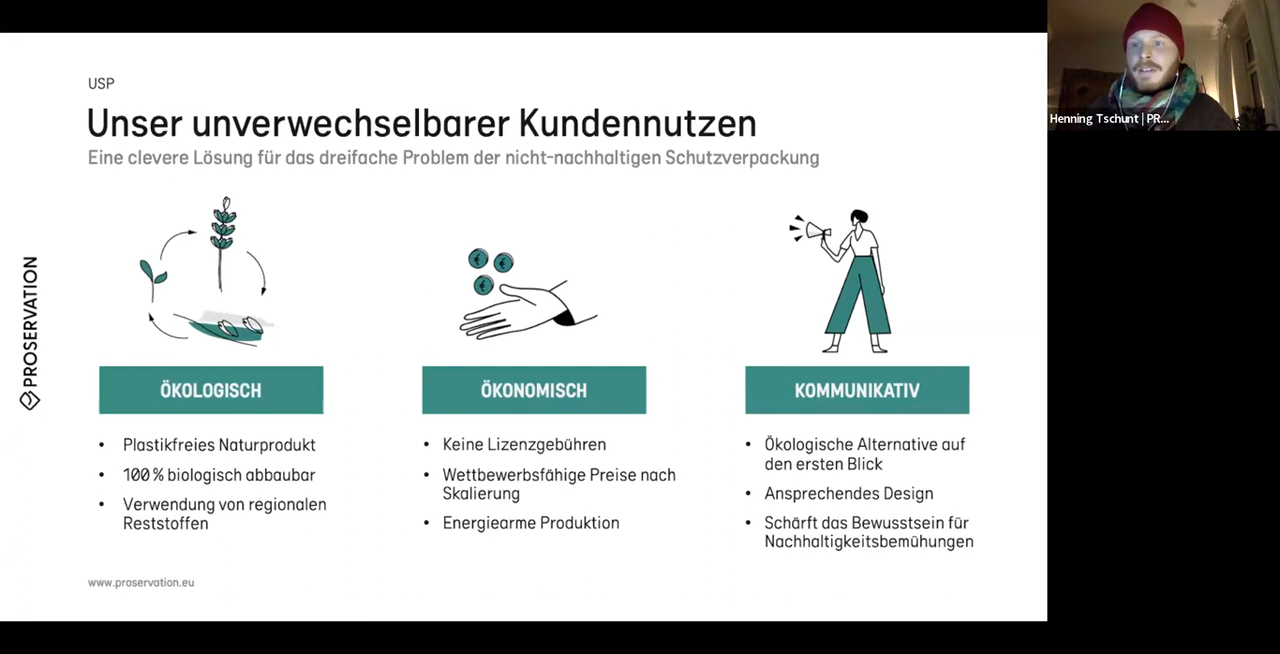 USP
Unser unverwechselbarer Kundennutzen
Eine clevere Lösung für das dreifache Problem der nicht-nachhaltigen Schutzverpackung
PROSERVATION
ÖKOLOGISCH
• Plastikfreies Naturprodukt
• 100 % biologisch abbaubar
• Verwendung von regionalen
Reststoffen
ÖKONOMISCH
• Keine Lizenzgebühren
• Wettbewerbsfähige Preise nach
Skalierung
• Energiearme Produktion
KOMMUNIKATIV
• Ökologische Alternative auf
den ersten Blick
• Ansprechendes Design
• Schärft das Bewusstsein für
Nachhaltigkeitsbemühungen
www.proservation.eu
Henning Tschunt | PR...